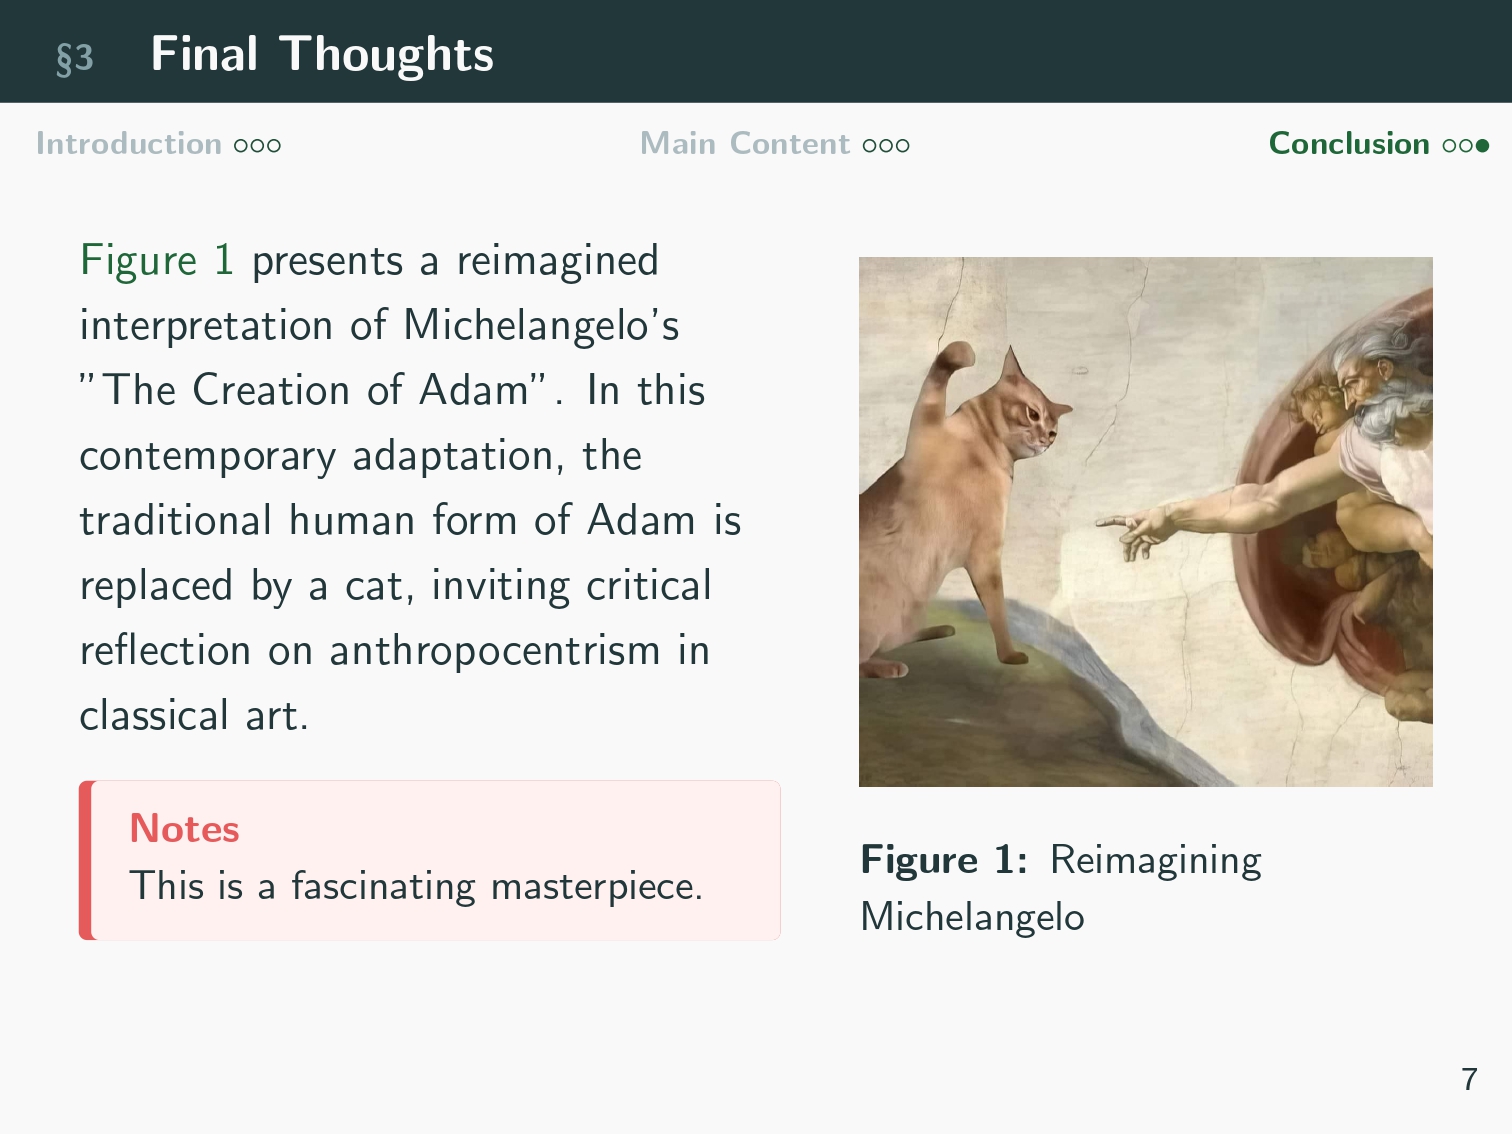 §3 Final Thoughts
Introduction Main Content Conclusion
Figure 1 presents a reimagined
interpretation of Michelangelo's
”The Creation of Adam”. In this
contemporary adaptation, the
traditional human form of Adam is
replaced by a cat, inviting critical
reflection on anthropocentrism in
classical art.
Notes
This is a fascinating masterpiece.
Figure 1: Reimagining
Michelangelo
7